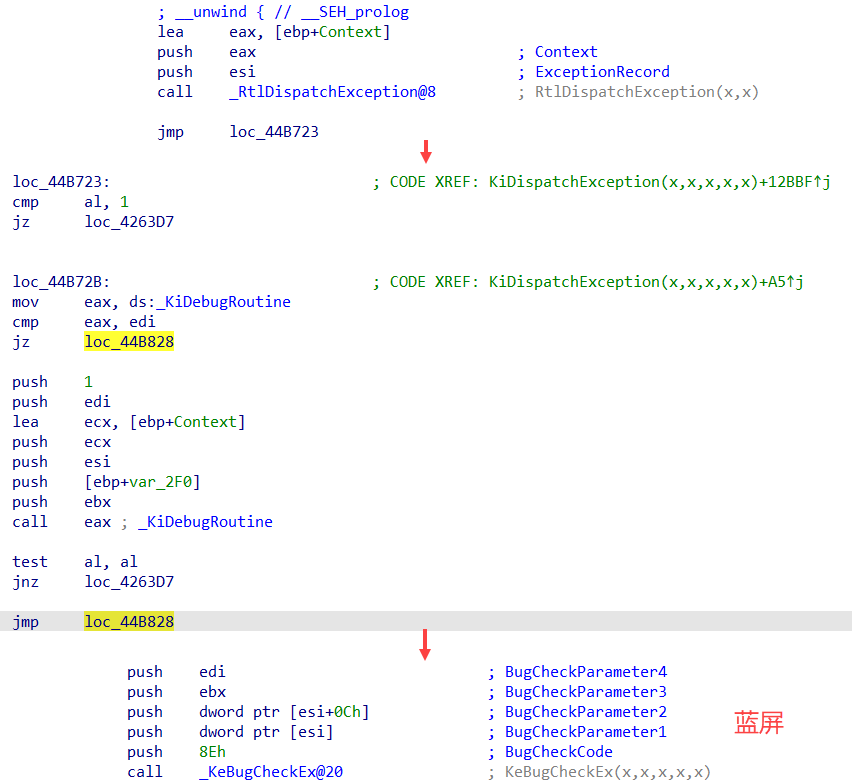 ; __unwind { // __SEH_prolog
lea eax, [ebp+Context]
push eax ; Context
push esi ; ExceptionRecord
call _RtlDispatchException@8 ; RtlDispatchException(x,x)
jmp loc_44B723
loc_44B723: ; CODE XREF: KiDispatchException(x,x,x,x,x)+12BBF↑j
cmp al, 1
jz loc_4263D7
loc_44B72B: ; CODE XREF: KiDispatchException(x,x,x,x,x)+A5↑j
mov eax, ds:_KiDebugRoutine
cmp eax, edi
jz loc_44B828
push 1
push edi
lea ecx, [ebp+Context]
push ecx
push esi
push [ebp+var_2F0]
push ebx
call eax ; _KiDebugRoutine
test al, al
jnz loc_4263D7
jmp loc_44B828
push edi ; BugCheckParameter4
push ebx ; BugCheckParameter3
push dword ptr [esi+0Ch] ; BugCheckParameter2
push dword ptr [esi] ; BugCheckParameter1
push 8Eh ; BugCheckCode
call _KeBugCheckEx@20 ; KeBugCheckEx(x,x,x,x,x)
蓝屏